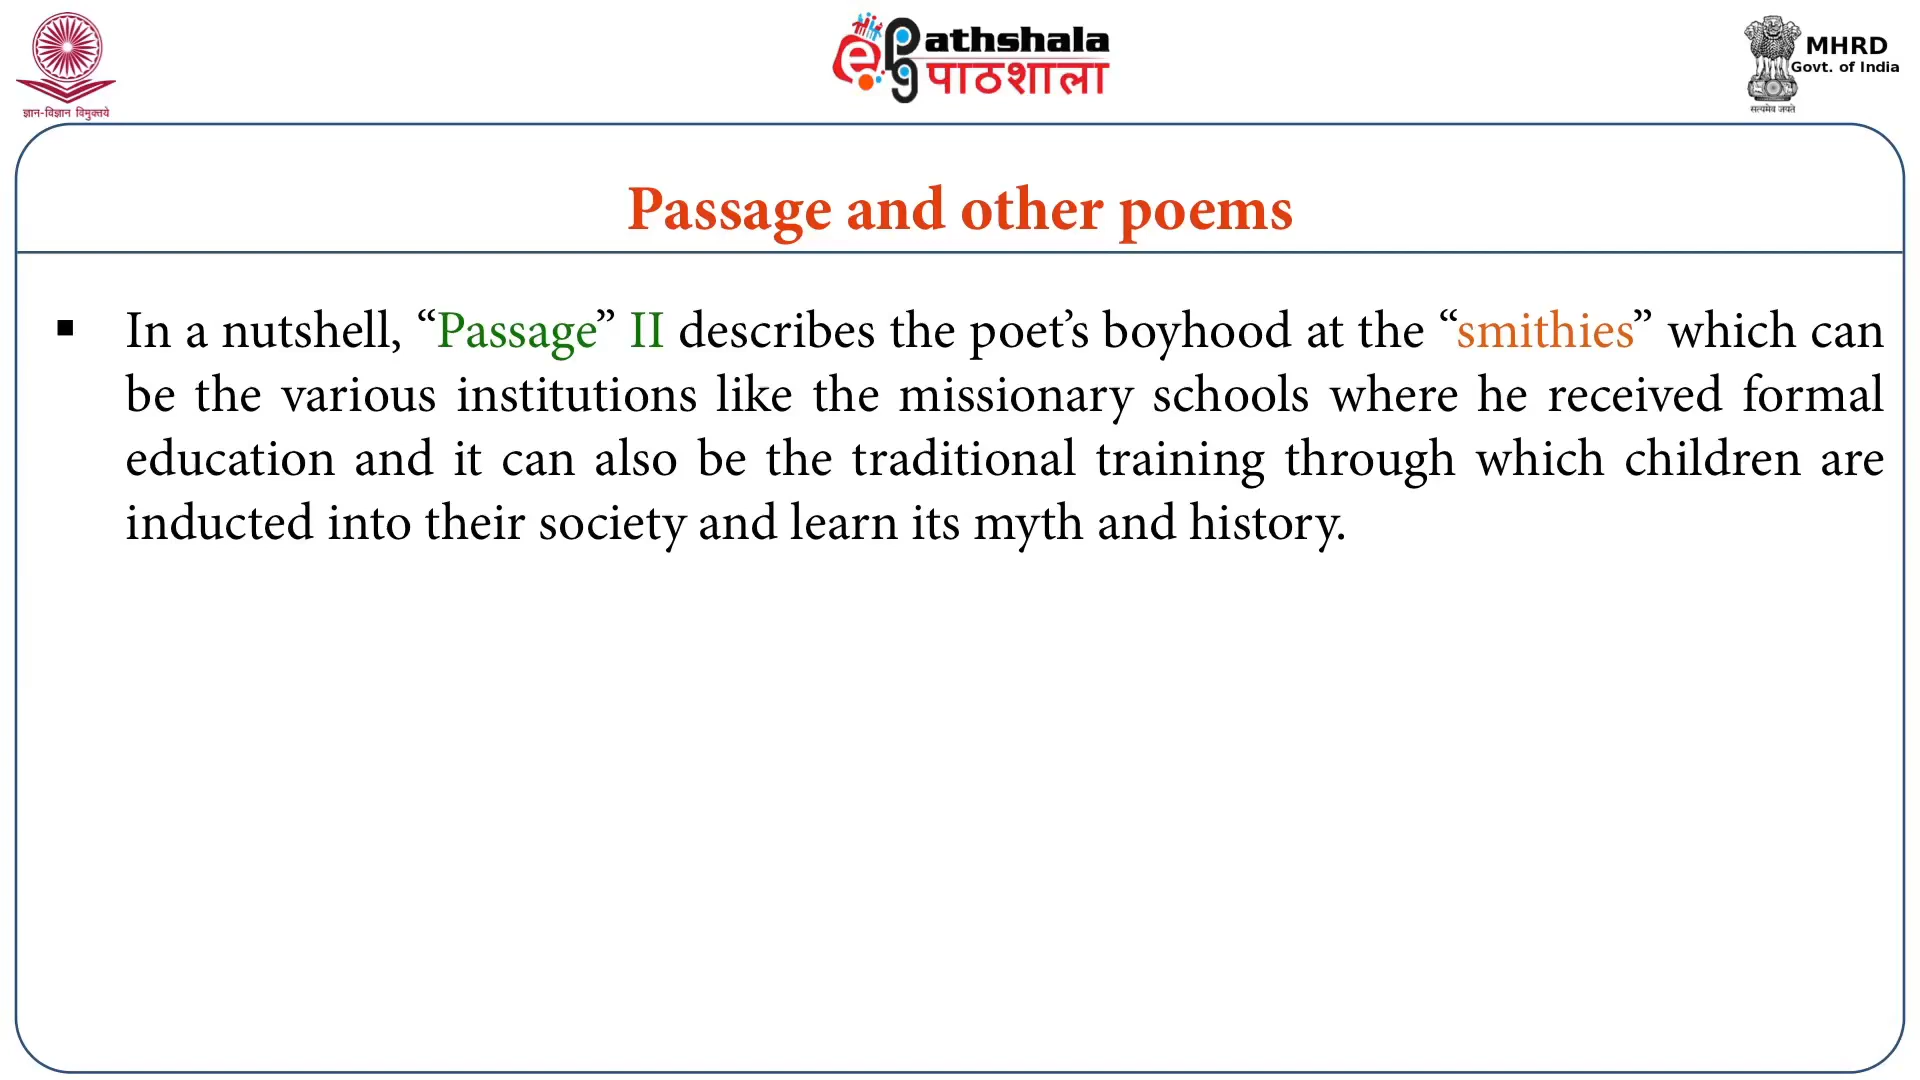 ज्ञान-विज्ञान विमुक्तये
ePG Pathshala
पाठशाला
MHRD
Govt. of India
सत्यमेव जयते
Passage and other poems
▪ In a nutshell, “Passage” II describes the poet’s boyhood at the “smithies” which can
be the various institutions like the missionary schools where he received formal
education and it can also be the traditional training through which children are
inducted into their society and learn its myth and history.